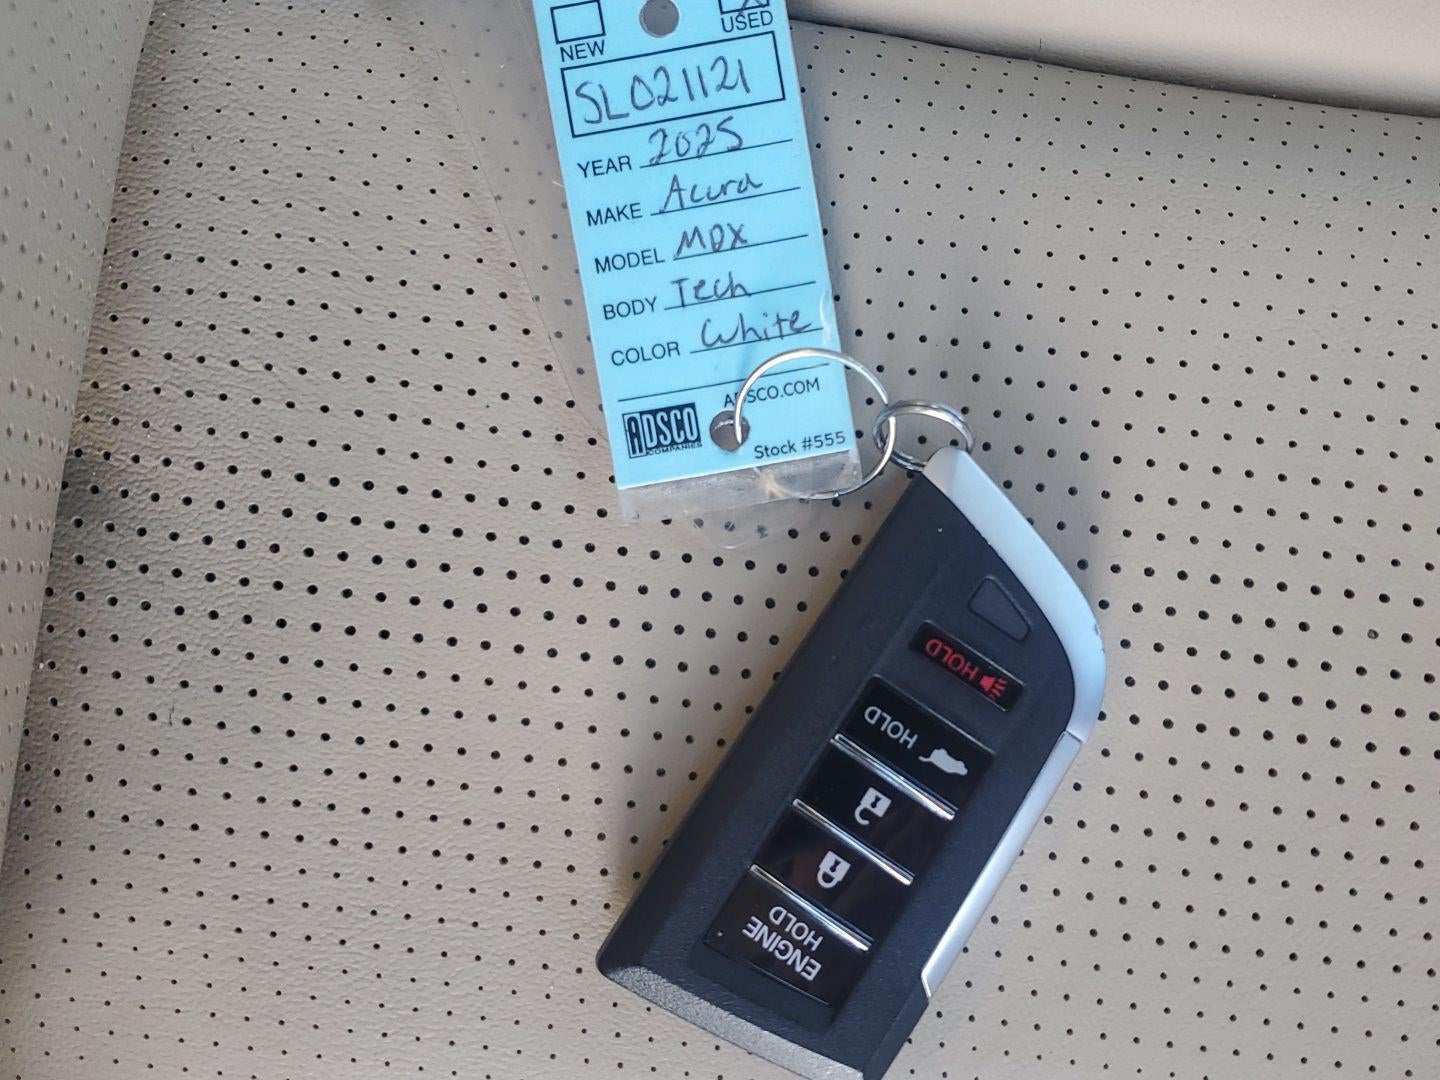 NEW USED
SL021121
YEAR 2025
MAKE Acura
MODEL MDX
BODY Tech
COLOR White
ADSCO.COM
ADSCO
COMPANIES
Stock #555
HOLD
HOLD
ENGINE
HOLD